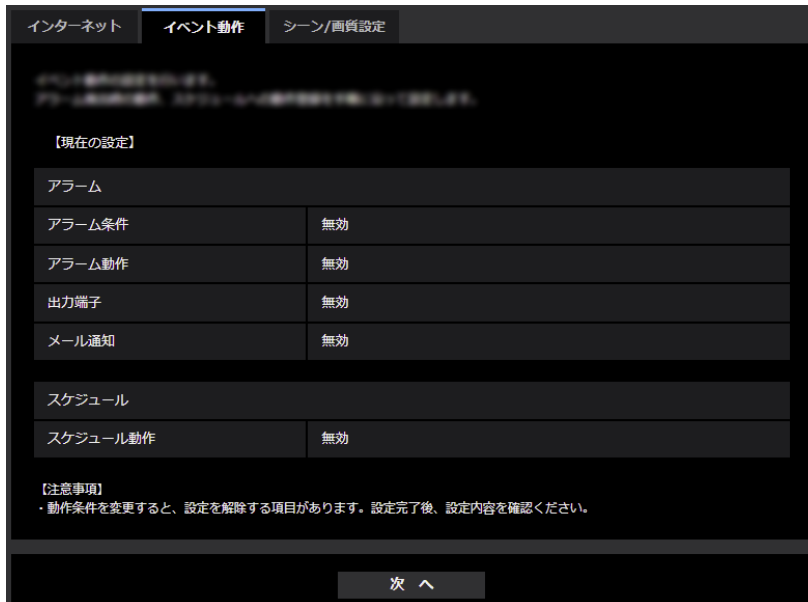 インターネット イベント動作 シーン/画質設定
【現在の設定】
アラーム
アラーム条件 無効
アラーム動作 無効
出力端子 無効
メール通知 無効
スケジュール
スケジュール動作 無効
【注意事項】
・動作条件を変更すると、設定を解除する項目があります。設定完了後、設定内容を確認ください。
次 へ